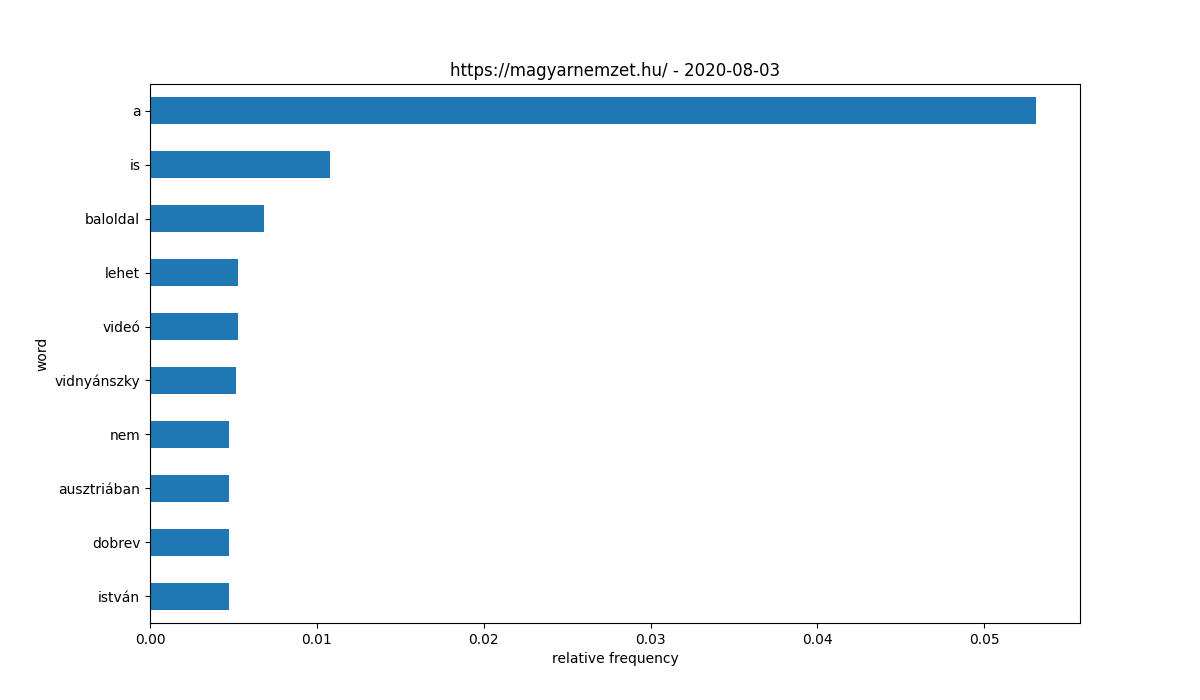 https://magyarnemzet.hu/ - 2020-08-03
a
is
baloldal
lehet
videó
vidnyánszky
nem
ausztriában
dobrev
istván
word
0.00 0.01 0.02 0.03 0.04 0.05
relative frequency